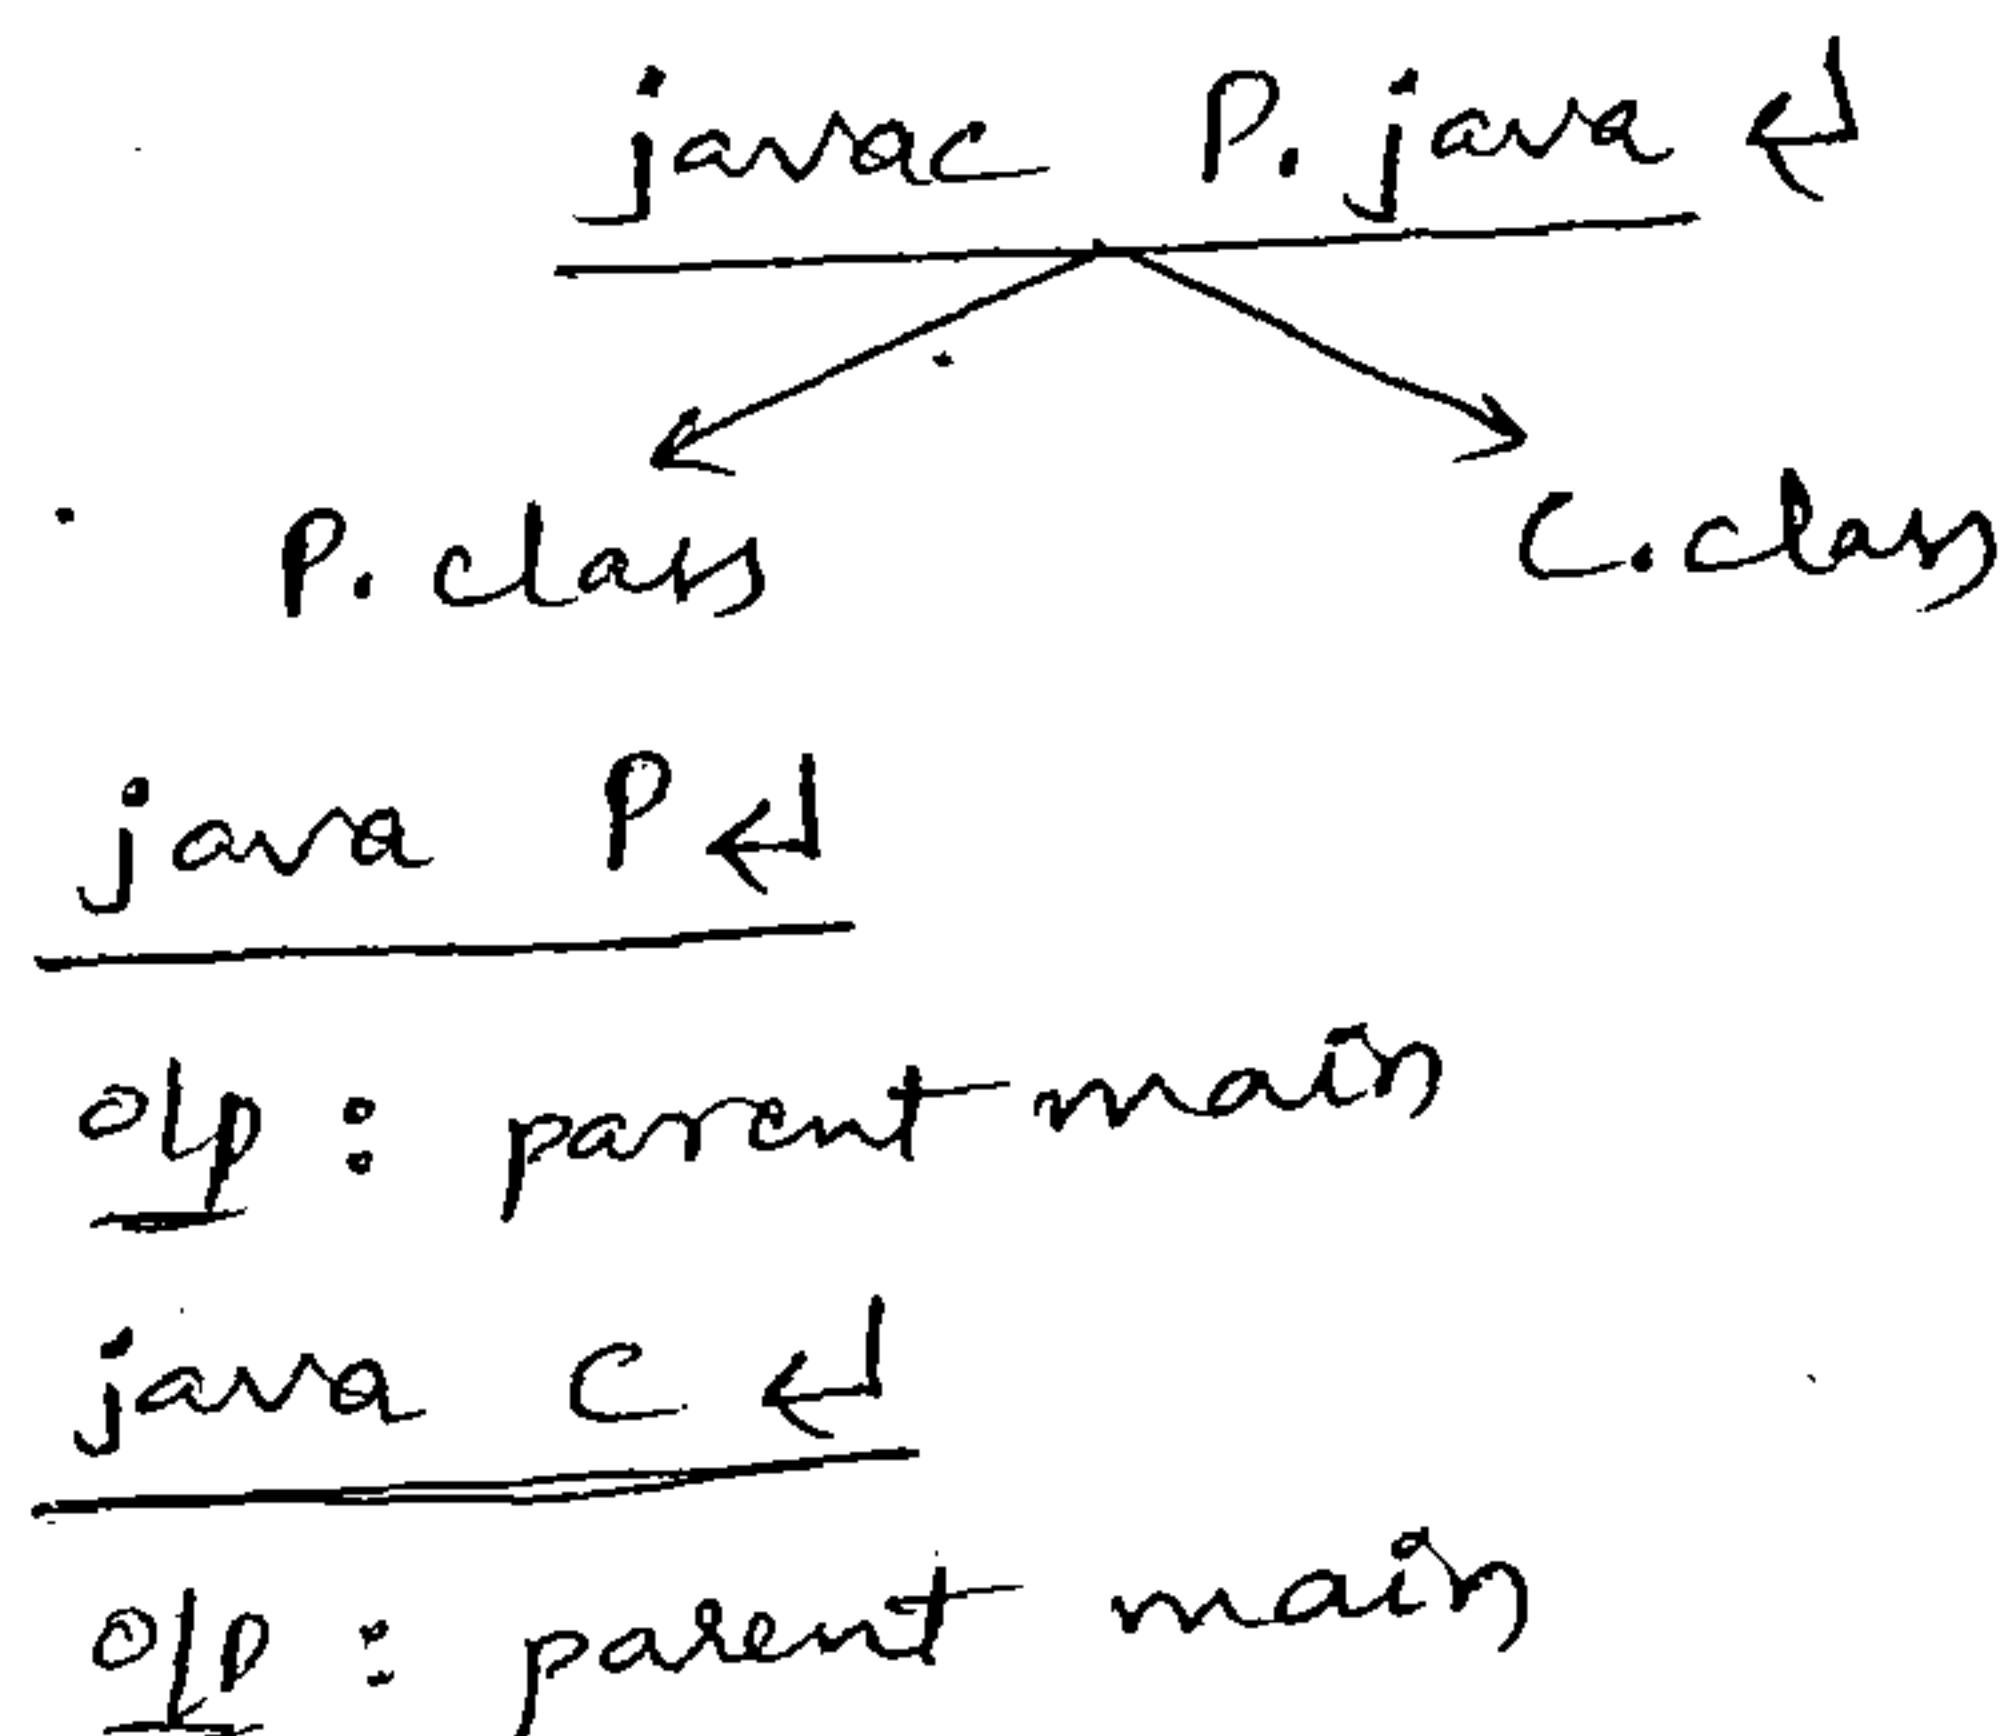 javac P.java ↵
P.class C.class
java P ↵
o/p : parent main
java C ↵
o/p : parent main